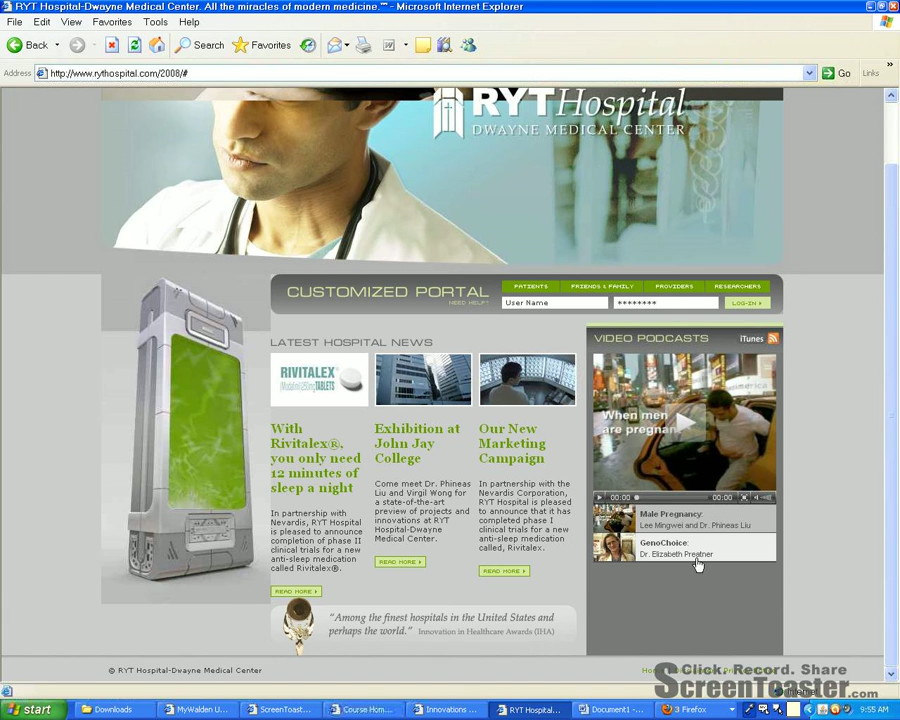 RYT Hospital-Dwayne Medical Center. All the miracles of modern medicine.™ - Microsoft Internet Explorer
File Edit View Favorites Tools Help
Back Search Favorites
Address http://www.rythospital.com/2008/# Go Links »
RYTHospital
DWAYNE MEDICAL CENTER
CUSTOMIZED PORTAL
NEED HELP?
PATIENTS FRIENDS & FAMILY PROVIDERS RESEARCHERS
User Name ******** LOG-IN
LATEST HOSPITAL NEWS
RIVITALEX
TABLETS
With
Rivitalex®,
you only need
12 minutes of
sleep a night
In partnership with
Nevardis, RYT Hospital
is pleased to announce
completion of phase II
clinical trials for a new
anti-sleep medication
called Rivitalex®.
READ MORE
Exhibition at
John Jay
College
Come meet Dr. Phineas
Liu and Virgil Wong for
a state-of-the-art
preview of projects and
innovations at RYT
Hospital-Dwayne
Medical Center.
READ MORE
Our New
Marketing
Campaign
In partnership with the
Nevardis Corporation,
RYT Hospital is pleased
to announce that it has
completed phase I
clinical trials for a new
anti-sleep medication
called, Rivitalex.
READ MORE
VIDEO PODCASTS iTunes
When men
are pregnant
00:00 00:00
Male Pregnancy:
Lee Mingwei and Dr. Phineas Liu
GenoChoice:
Dr. Elizabeth Preatner
“Among the finest hospitals in the United States and
perhaps the world.” Innovation in Healthcare Awards (IHA)
© RYT Hospital-Dwayne Medical Center
Click. Record. Share
ScreenToaster.com
start Downloads MyWalden U... ScreenToast... Course Hom... Innovations ... RYT Hospital... Document1 - ... 3 Firefox 9:55 AM